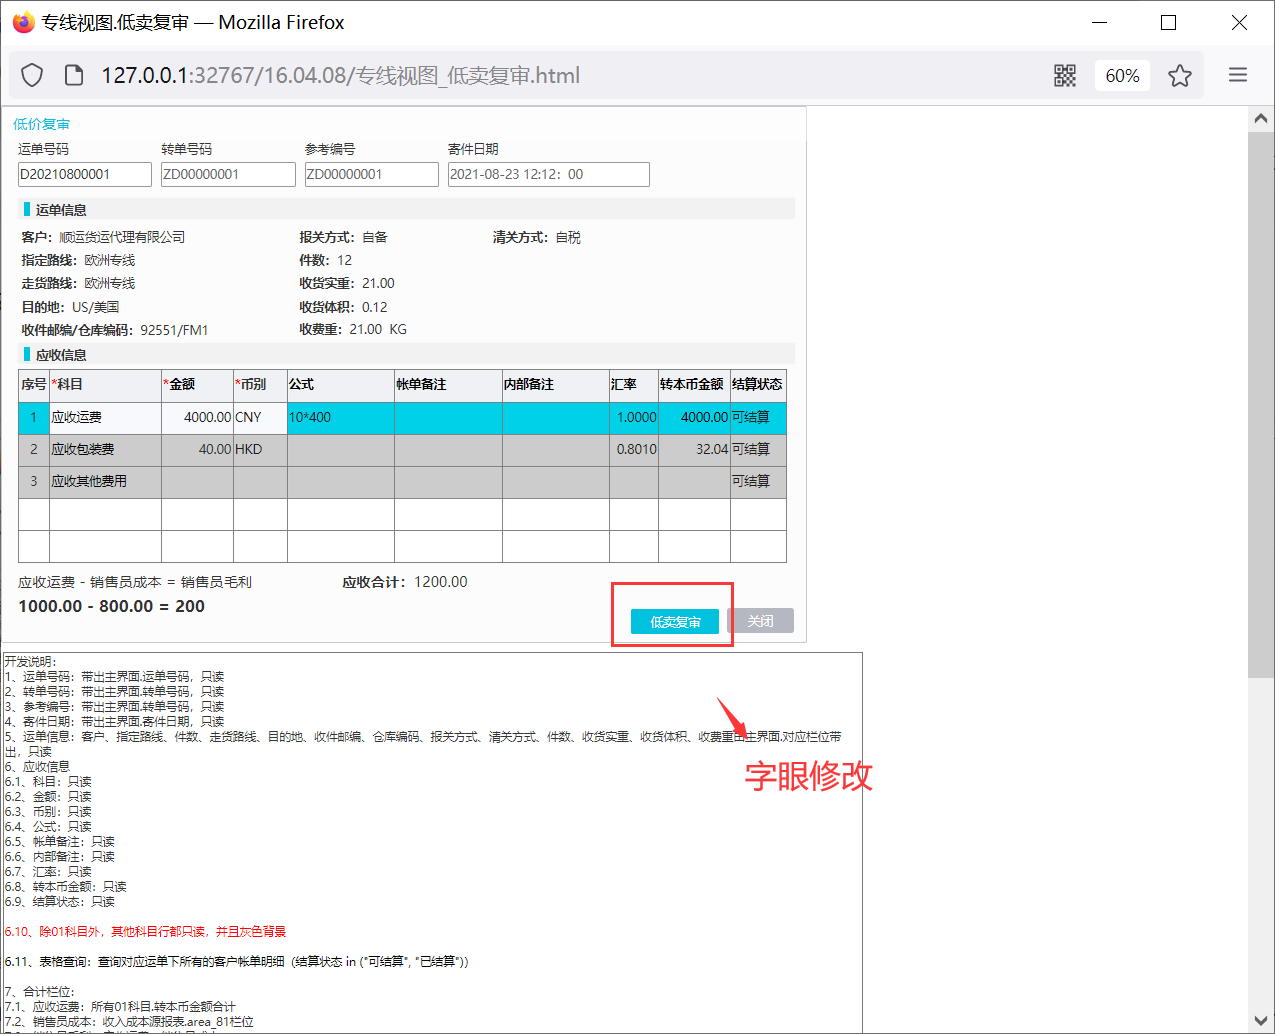 专线视图.低卖复审 — Mozilla Firefox
127.0.0.1:32767/16.04.08/专线视图_低卖复审.html
60%
低价复审
运单号码 转单号码 参考编号 寄件日期
D20210800001 ZD00000001 ZD00000001 2021-08-23 12:12：00
运单信息
客户：顺运货运代理有限公司 报关方式：自备 清关方式：自税
指定路线：欧洲专线 件数：12
走货路线：欧洲专线 收货实重：21.00
目的地：US/美国 收货体积：0.12
收件邮编/仓库编码：92551/FM1 收费重：21.00 KG
应收信息
序号 *科目 *金额 *币别 公式 帐单备注 内部备注 汇率 转本币金额 结算状态
1 应收运费 4000.00 CNY 10*400 1.0000 4000.00 可结算
2 应收包装费 40.00 HKD 0.8010 32.04 可结算
3 应收其他费用 可结算
应收运费 - 销售员成本 = 销售员毛利 应收合计：1200.00
1000.00 - 800.00 = 200
低卖复审 关闭
开发说明：
1、运单号码：带出主界面.运单号码，只读
2、转单号码：带出主界面.转单号码，只读
3、参考编号：带出主界面.转单号码，只读
4、寄件日期：带出主界面.寄件日期，只读
5、运单信息：客户、指定路线、件数、走货路线、目的地、收件邮编、仓库编码、报关方式、清关方式、件数、收货实重、收货体积、收费重由主界面.对应栏位带
出，只读
字眼修改
6、应收信息
6.1、科目：只读
6.2、金额：只读
6.3、币别：只读
6.4、公式：只读
6.5、帐单备注：只读
6.6、内部备注：只读
6.7、汇率：只读
6.8、转本币金额：只读
6.9、结算状态：只读
6.10、除01科目外，其他科目行都只读，并且灰色背景
6.11、表格查询：查询对应运单下所有的客户帐单明细（结算状态 in ("可结算", "已结算")）
7、合计栏位：
7.1、应收运费：所有01科目.转本币金额合计
7.2、销售员成本：收入成本源报表.area_81栏位